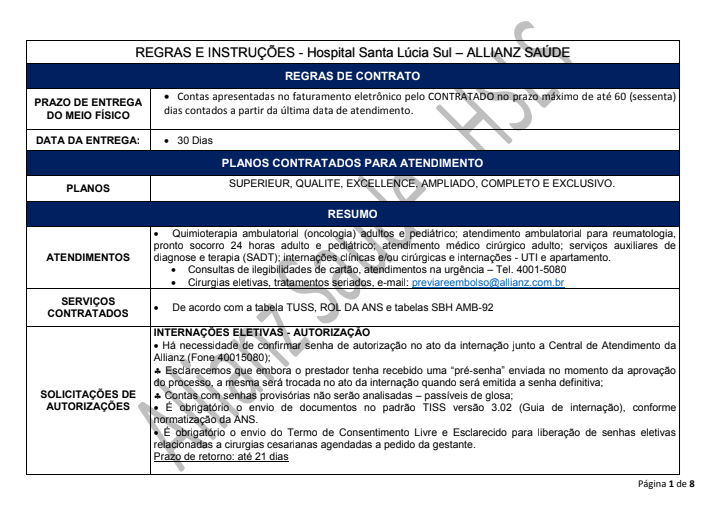 REGRAS E INSTRUÇÕES - Hospital Santa Lúcia Sul – ALLIANZ SAÚDE
REGRAS DE CONTRATO
PRAZO DE ENTREGA
DO MEIO FÍSICO
• Contas apresentadas no faturamento eletrônico pelo CONTRATADO no prazo máximo de até 60 (sessenta)
dias contados a partir da última data de atendimento.
DATA DA ENTREGA:
• 30 Dias
PLANOS CONTRATADOS PARA ATENDIMENTO
PLANOS
SUPERIEUR, QUALITE, EXCELLENCE, AMPLIADO, COMPLETO E EXCLUSIVO.
RESUMO
ATENDIMENTOS
• Quimioterapia ambulatorial (oncologia) adultos e pediátrico; atendimento ambulatorial para reumatologia,
pronto socorro 24 horas adulto e pediátrico; atendimento médico cirúrgico adulto; serviços auxiliares de
diagnose e terapia (SADT); internações clínicas e/ou cirúrgicas e internações - UTI e apartamento.
• Consultas de ilegibilidades de cartão, atendimentos na urgência – Tel. 4001-5080
• Cirurgias eletivas, tratamentos seriados, e-mail: previareembolso@allianz.com.br
SERVIÇOS
CONTRATADOS
• De acordo com a tabela TUSS, ROL DA ANS e tabelas SBH AMB-92
SOLICITAÇÕES DE
AUTORIZAÇÕES
INTERNAÇÕES ELETIVAS - AUTORIZAÇÃO
• Há necessidade de confirmar senha de autorização no ato da internação junto a Central de Atendimento da
Allianz (Fone 40015080);
♣ Esclarecemos que embora o prestador tenha recebido uma “pré-senha” enviada no momento da aprovação
do processo, a mesma será trocada no ato da internação quando será emitida a senha definitiva;
♣ Contas com senhas provisórias não serão analisadas – passíveis de glosa;
• É obrigatório o envio de documentos no padrão TISS versão 3.02 (Guia de internação), conforme
normatização da ANS.
• É obrigatório o envio do Termo de Consentimento Livre e Esclarecido para liberação de senhas eletivas
relacionadas a cirurgias cesarianas agendadas a pedido da gestante.
Prazo de retorno: até 21 dias
Allianz Saúde - HSLS
Página 1 de 8